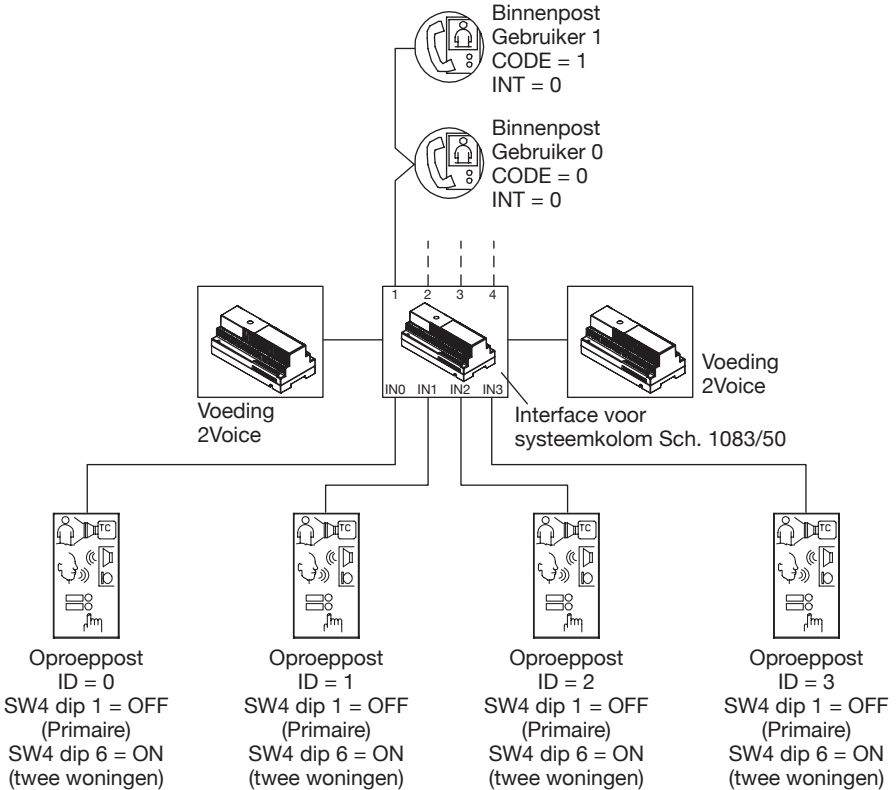 Binnenpost
Gebruiker 1
CODE = 1
INT = 0
Binnenpost
Gebruiker 0
CODE = 0
INT = 0
1 2 3 4
IN0 IN1 IN2 IN3
Voeding
2Voice
Voeding
2Voice
Interface voor
systeemkolom Sch. 1083/50
TC
TC
TC
TC
Oproeppost
ID = 0
SW4 dip 1 = OFF
(Primaire)
SW4 dip 6 = ON
(twee woningen)
Oproeppost
ID = 1
SW4 dip 1 = OFF
(Primaire)
SW4 dip 6 = ON
(twee woningen)
Oproeppost
ID = 2
SW4 dip 1 = OFF
(Primaire)
SW4 dip 6 = ON
(twee woningen)
Oproeppost
ID = 3
SW4 dip 1 = OFF
(Primaire)
SW4 dip 6 = ON
(twee woningen)